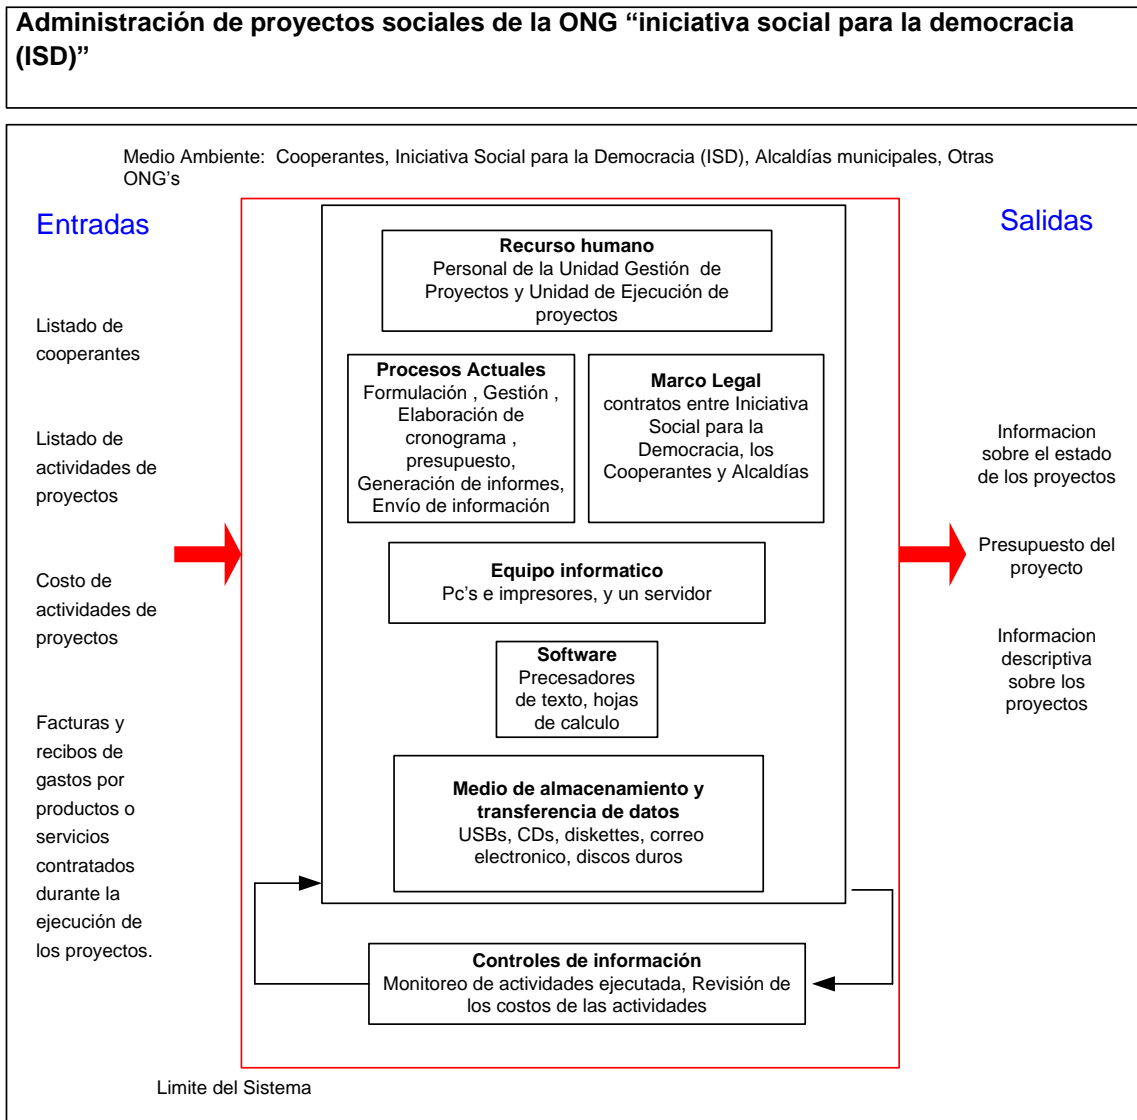 Administración de proyectos sociales de la ONG “iniciativa social para la democracia
(ISD)”
Medio Ambiente:  Cooperantes, Iniciativa Social para la Democracia (ISD), Alcaldías municipales, Otras
ONG’s
Entradas
Listado de
cooperantes
Listado de
actividades de
proyectos
Costo de
actividades de
proyectos
Facturas y
recibos de
gastos por
productos o
servicios
contratados
durante la
ejecución de
los proyectos.
Recurso humano
Personal de la Unidad Gestión  de
Proyectos y Unidad de Ejecución de
proyectos
Procesos Actuales
Formulación , Gestión ,
Elaboración de
cronograma ,
presupuesto,
Generación de informes,
Envío de información
Marco Legal
contratos entre Iniciativa
Social para la
Democracia, los
Cooperantes y Alcaldías
Equipo informatico
Pc’s e impresores, y un servidor
Software
Precesadores
de texto, hojas
de calculo
Medio de almacenamiento y
transferencia de datos
USBs, CDs, diskettes, correo
electronico, discos duros
Controles de información
Monitoreo de actividades ejecutada, Revisión de
los costos de las actividades
Salidas
Informacion
sobre el estado
de los proyectos
Presupuesto del
proyecto
Informacion
descriptiva
sobre los
proyectos
Limite del Sistema